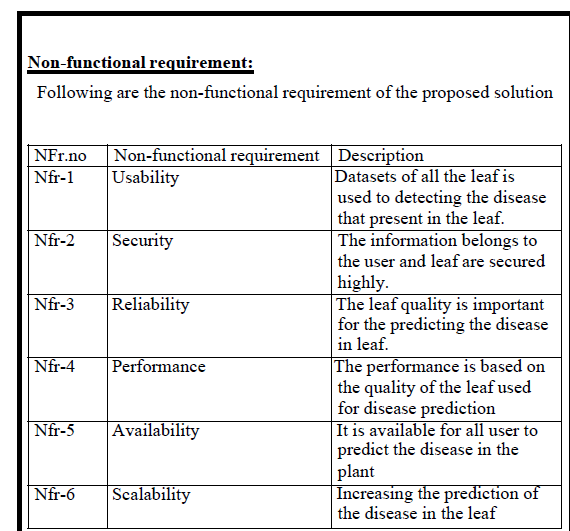 Non-functional requirement:
Following are the non-functional requirement of the proposed solution
NFr.no Non-functional requirement Description
Nfr-1 Usability Datasets of all the leaf is
used to detecting the disease
that present in the leaf.
Nfr-2 Security The information belongs to
the user and leaf are secured
highly.
Nfr-3 Reliability The leaf quality is important
for the predicting the disease
in leaf.
Nfr-4 Performance The performance is based on
the quality of the leaf used
for disease prediction
Nfr-5 Availability It is available for all user to
predict the disease in the
plant
Nfr-6 Scalability Increasing the prediction of
the disease in the leaf